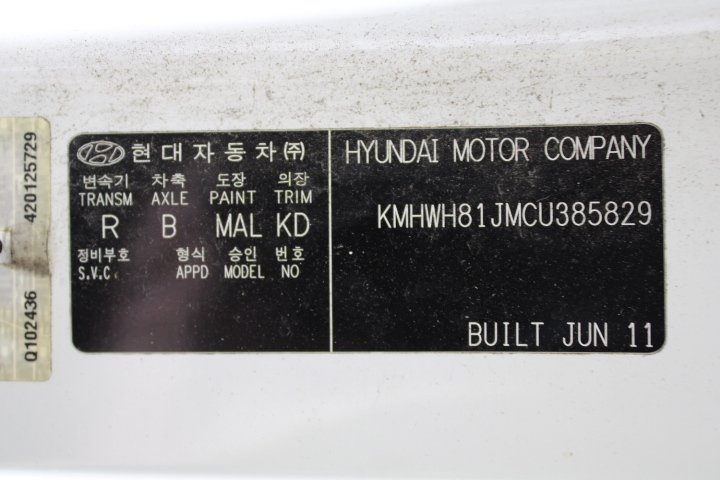 현대자동차㈜
변속기 차축 도장 의장
TRANSM AXLE PAINT TRIM
R B MAL KD
정비부호 형식 승인 번호
S.V.C APPD MODEL NO
HYUNDAI MOTOR COMPANY
KMHWH81JMCU385829
BUILT JUN 11
420125729
Q102436